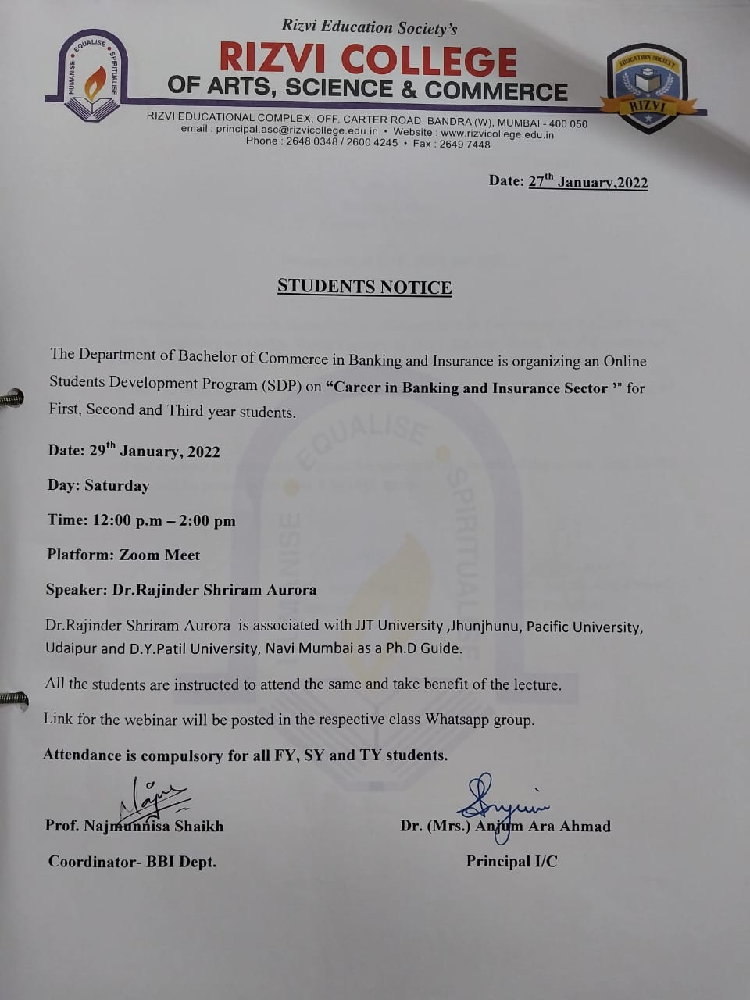 Rizvi Education Society's
RIZVI COLLEGE
OF ARTS, SCIENCE & COMMERCE
HUMANISE • EQUALISE • SPIRITUALISE
EDUCATION SOCIETY
RIZVI
RIZVI EDUCATIONAL COMPLEX, OFF. CARTER ROAD, BANDRA (W), MUMBAI - 400 050
email : principal.asc@rizvicollege.edu.in • Website : www.rizvicollege.edu.in
Phone : 2648 0348 / 2600 4245 • Fax : 2649 7448
Date: 27th January,2022
STUDENTS NOTICE
The Department of Bachelor of Commerce in Banking and Insurance is organizing an Online
Students Development Program (SDP) on “Career in Banking and Insurance Sector ’" for
First, Second and Third year students.
Date: 29th January, 2022
Day: Saturday
Time: 12:00 p.m – 2:00 pm
Platform: Zoom Meet
Speaker: Dr.Rajinder Shriram Aurora
Dr.Rajinder Shriram Aurora is associated with JJT University ,Jhunjhunu, Pacific University,
Udaipur and D.Y.Patil University, Navi Mumbai as a Ph.D Guide.
All the students are instructed to attend the same and take benefit of the lecture.
Link for the webinar will be posted in the respective class Whatsapp group.
Attendance is compulsory for all FY, SY and TY students.
Prof. Najmunnisa Shaikh
Dr. (Mrs.) Anjum Ara Ahmad
Coordinator- BBI Dept.
Principal I/C
HUMANISE • EQUALISE • SPIRITUALISE